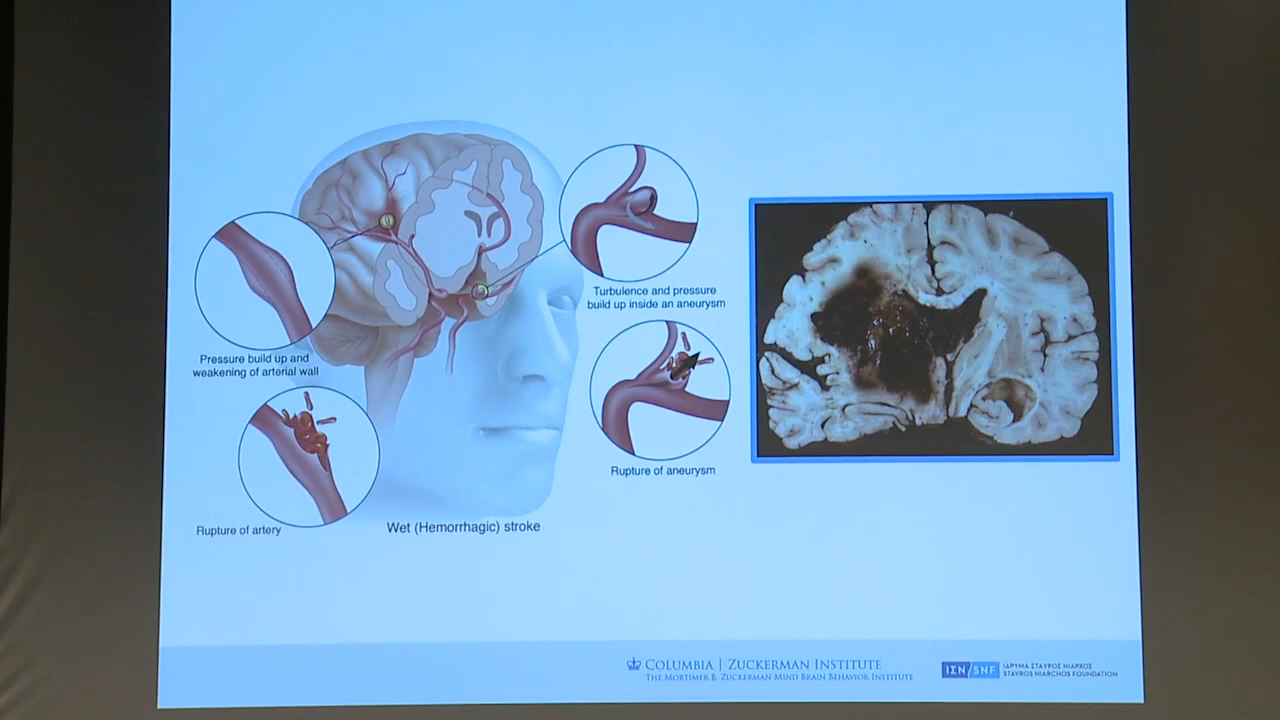 Turbulence and pressure
build up inside an aneurysm
Pressure build up and
weakening of arterial wall
Rupture of aneurysm
Rupture of artery
Wet (Hemorrhagic) stroke
COLUMBIA | ZUCKERMAN INSTITUTE
THE MORTIMER B. ZUCKERMAN MIND BRAIN BEHAVIOR INSTITUTE
ΙΣΝ/SNF
ΙΔΡΥΜΑ ΣΤΑΥΡΟΣ ΝΙΑΡΧΟΣ
STAVROS NIARCHOS FOUNDATION